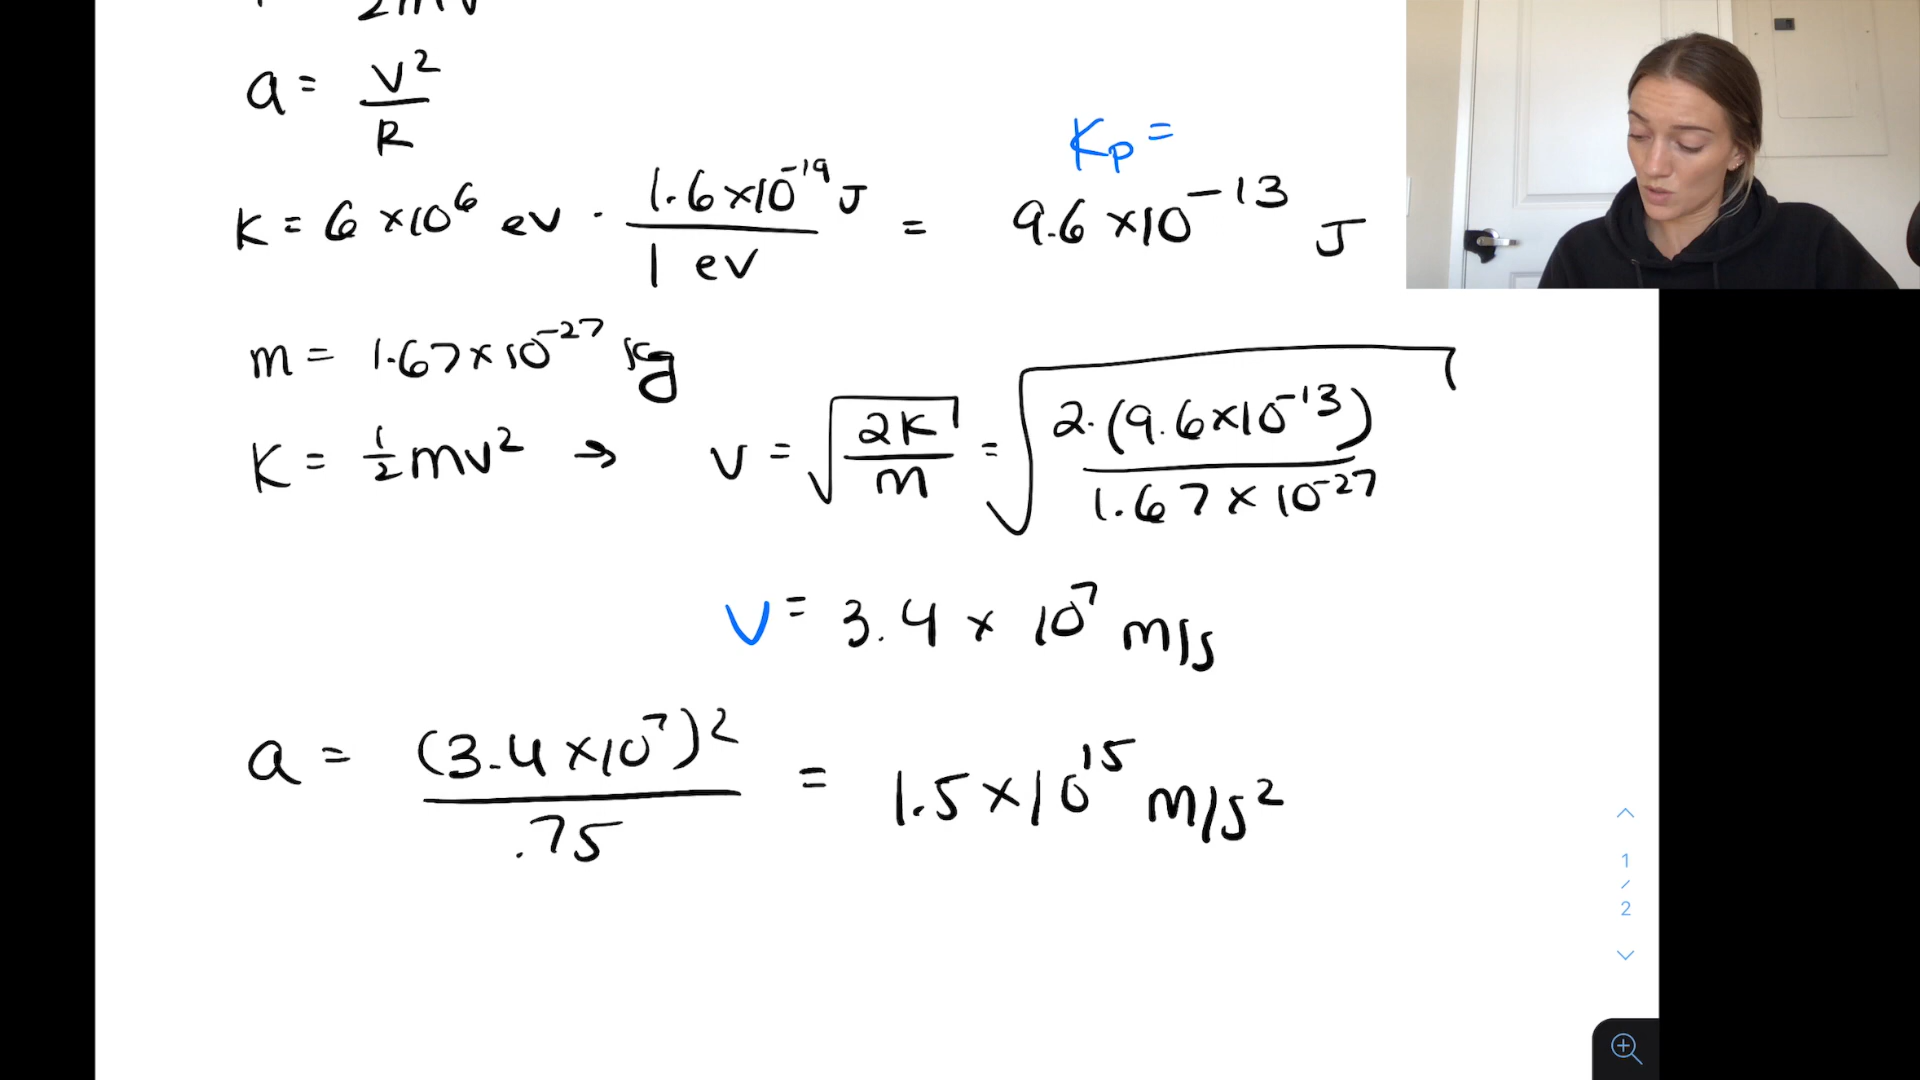 2mv
a = v²/R
Kp =
K = 6 ×10⁶ ev · 1.6×10⁻¹⁹ J / 1 ev = 9.6 ×10⁻¹³ J
m = 1.67×10⁻²⁷ kg
K = ½mv² → v = √(2K/m) = √(2·(9.6×10⁻¹³)/1.67×10⁻²⁷)
v = 3.4 × 10⁷ m/s
a = (3.4×10⁷)²/.75 = 1.5×10¹⁵ m/s²
1
/
2